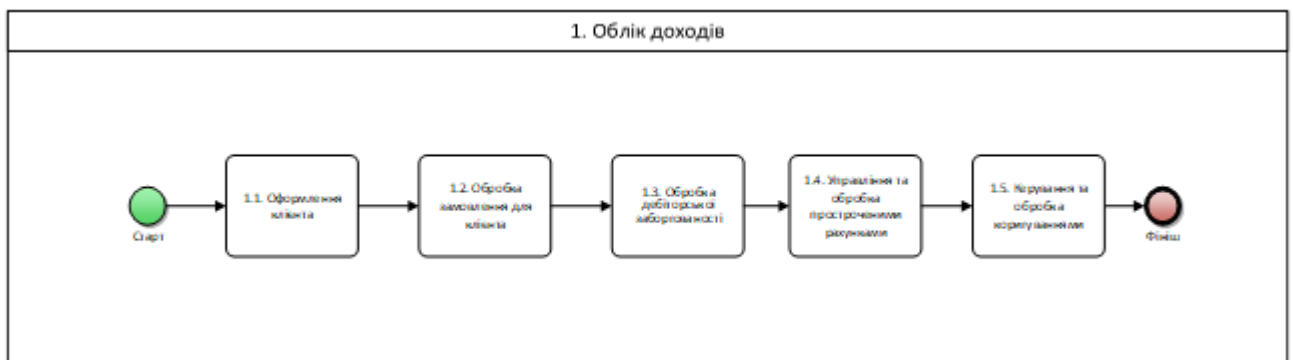 1. Облік доходів
1.1. Оформлення
клієнта
1.2. Обробка
замовлення для
клієнта
1.3. Обробка
дебіторської
заборгованості
1.4. Управління та
обробка
простроченими
рахунками
1.5. Керування та
обробка
коригуваннями
Старт
Фініш